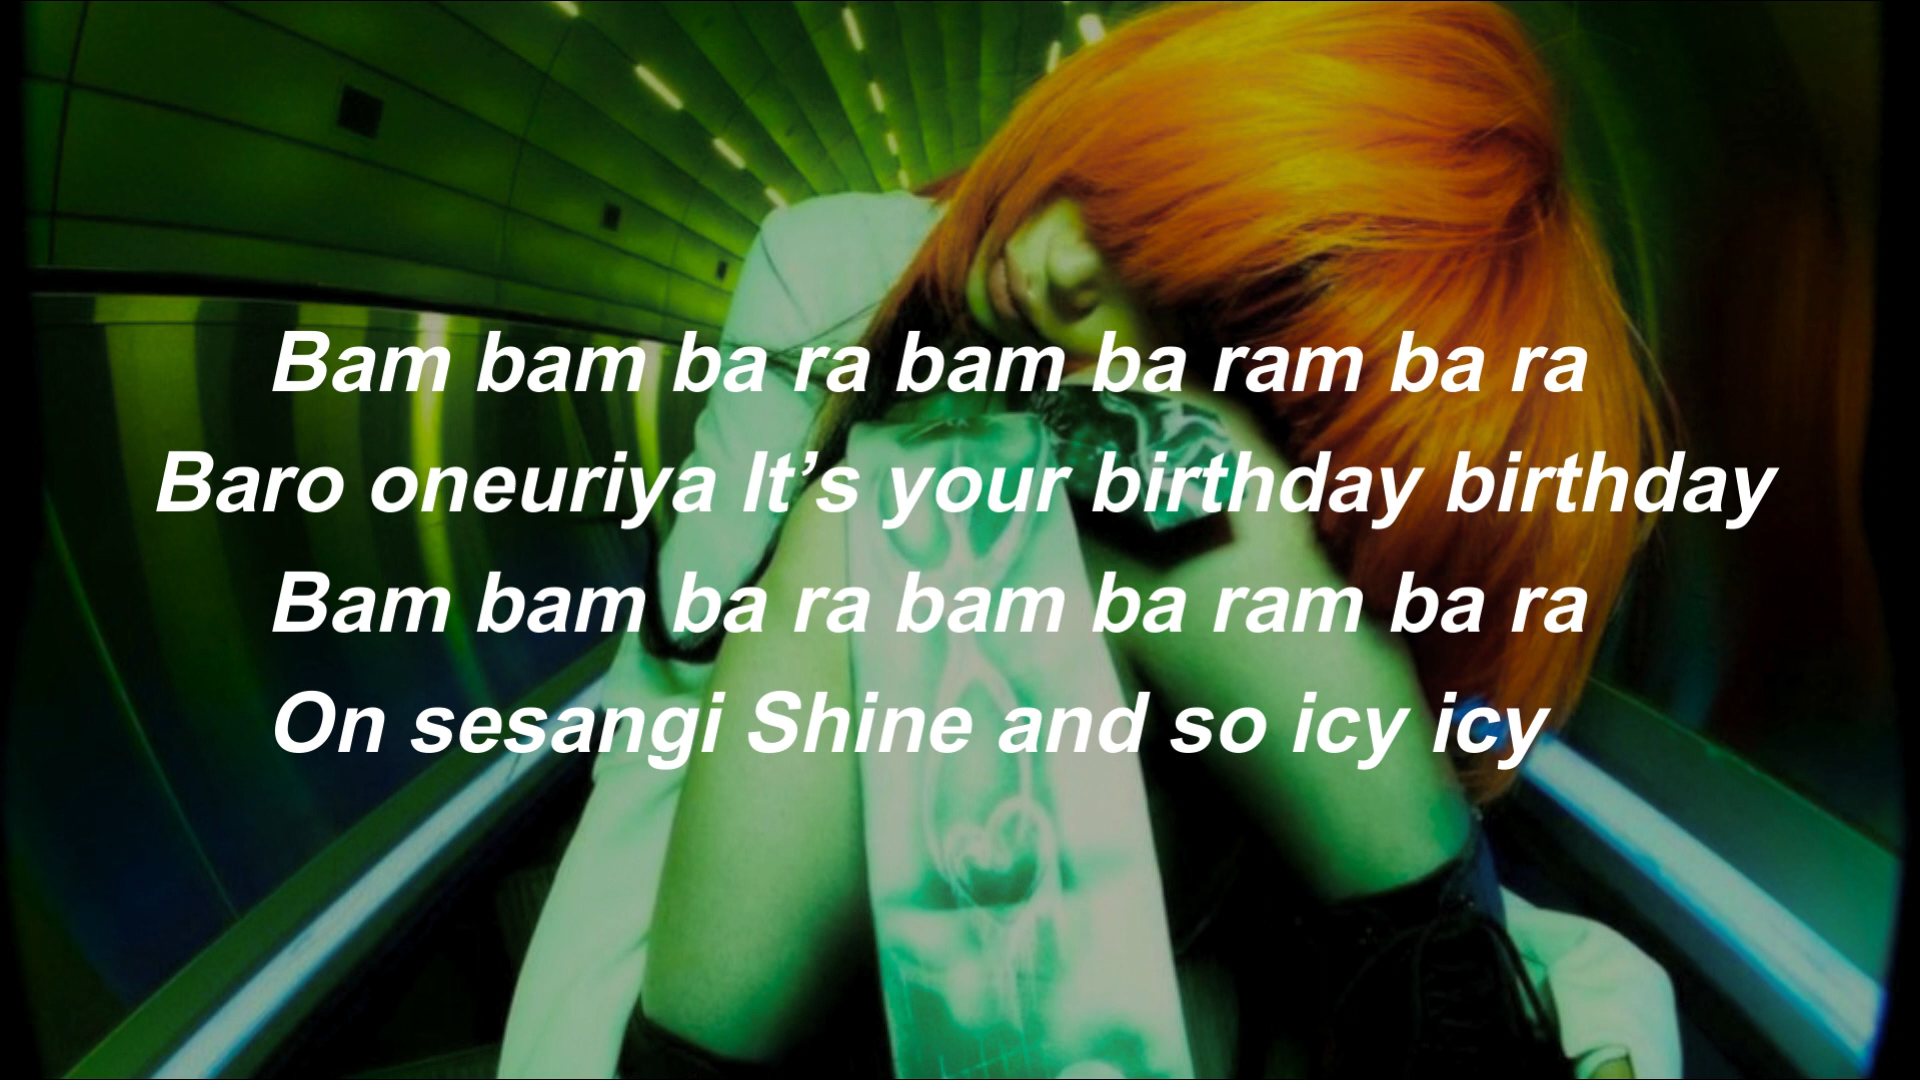 Bam bam ba ra bam ba ram ba ra
Baro oneuriya It’s your birthday birthday
Bam bam ba ra bam ba ram ba ra
On sesangi Shine and so icy icy